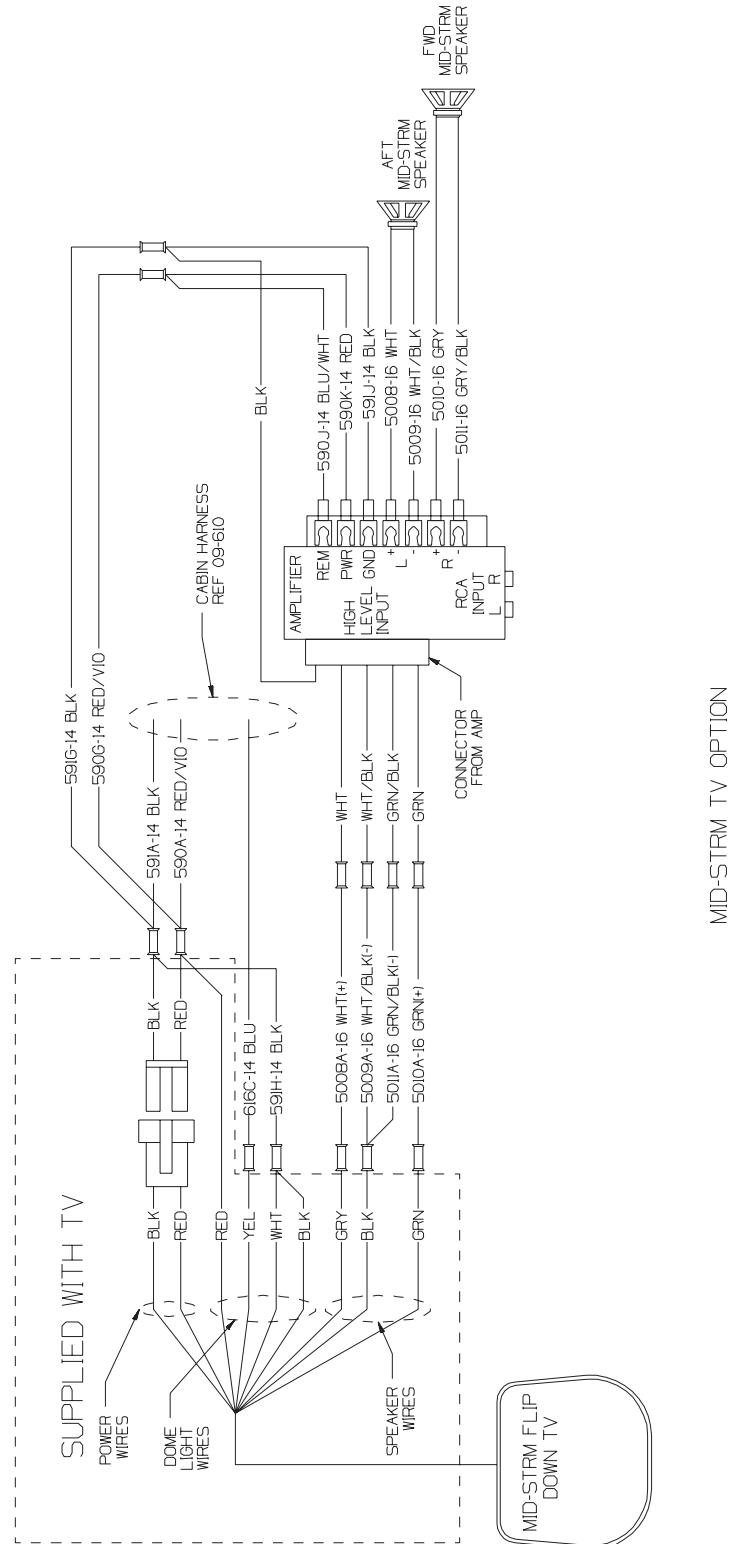 SUPPLIED WITH TV
POWER
WIRES
DOME
LIGHT
WIRES
SPEAKER
WIRES
MID-STRM FLIP
DOWN TV
BLK
RED
RED
YEL
WHT
BLK
GRY
BLK
GRN
BLK
RED
616C-14 BLU
591H-14 BLK
5008A-16 WHT(+)
5009A-16 WHT/BLK(-)
5011A-16 GRN/BLK(-)
5010A-16 GRN(+)
591A-14 BLK
590A-14 RED/VIO
591G-14 BLK
590G-14 RED/VIO
CABIN HARNESS
REF 09-610
WHT
WHT/BLK
GRN/BLK
GRN
CONNECTOR
FROM AMP
BLK
AMPLIFIER
HIGH
LEVEL
INPUT
REM
PWR
GND
+
L
-
+
R
-
RCA
INPUT
L R
590J-14 BLU/WHT
590K-14 RED
591J-14 BLK
5008-16 WHT
5009-16 WHT/BLK
5010-16 GRY
5011-16 GRY/BLK
AFT
MID-STRM
SPEAKER
FWD
MID-STRM
SPEAKER
MID-STRM TV OPTION